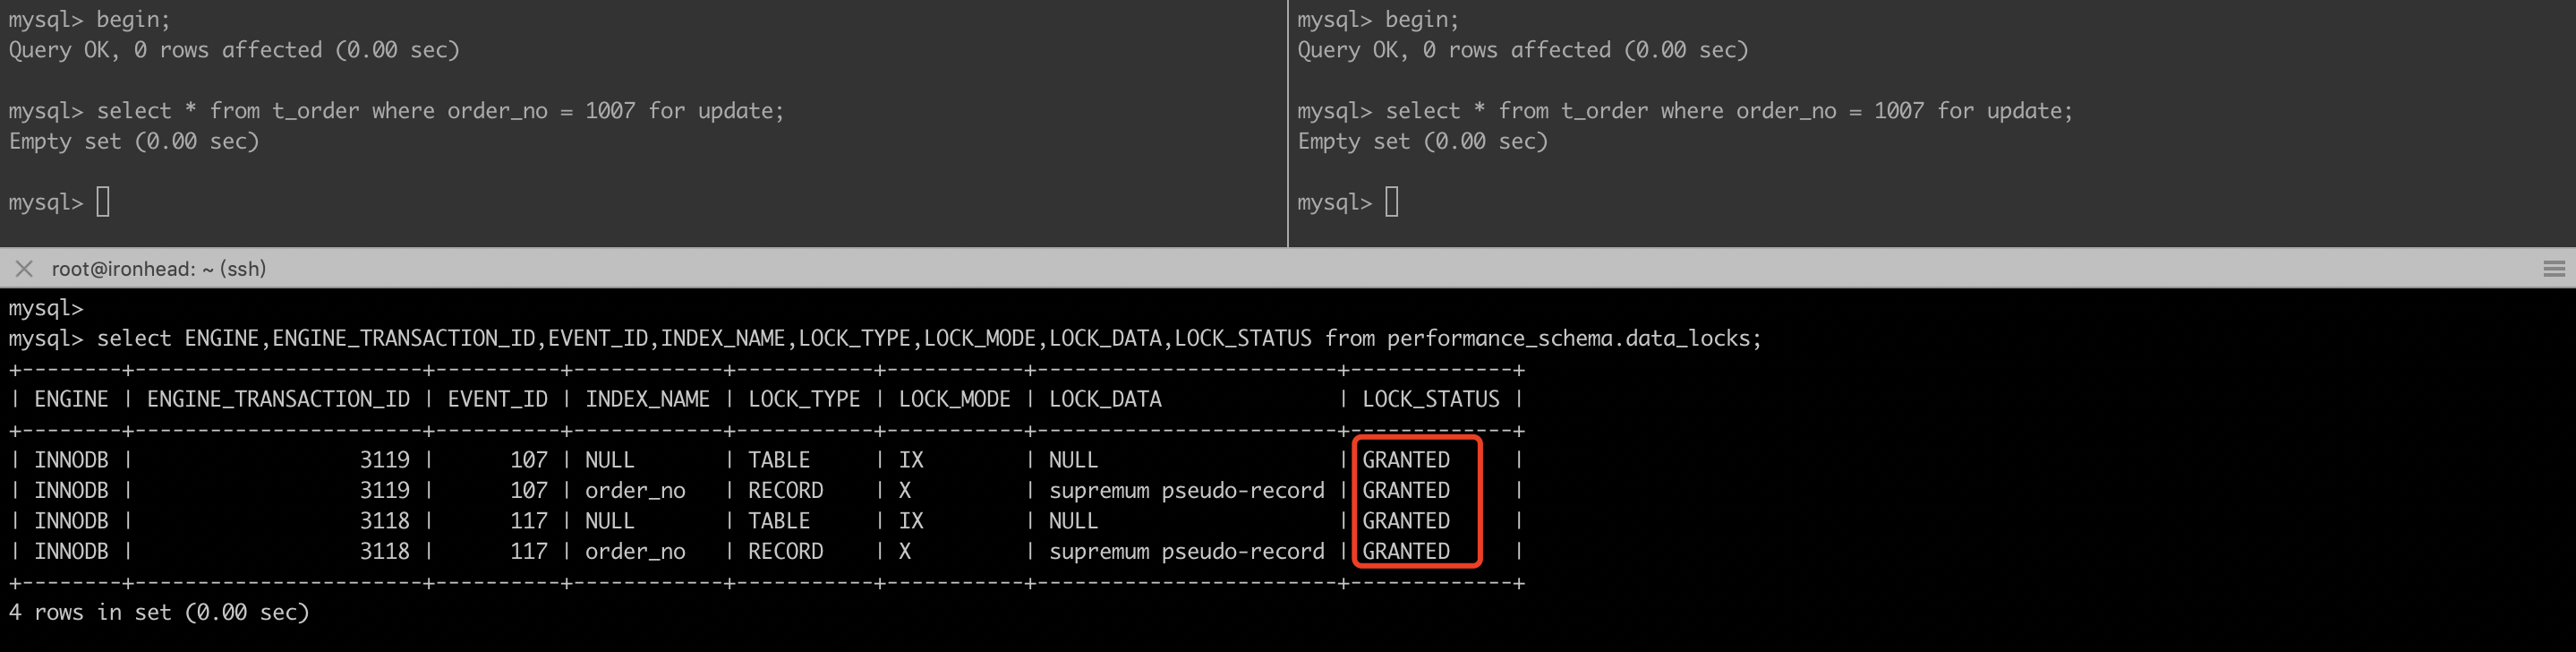 mysql> begin;
Query OK, 0 rows affected (0.00 sec)
mysql> select * from t_order where order_no = 1007 for update;
Empty set (0.00 sec)
mysql>
mysql> begin;
Query OK, 0 rows affected (0.00 sec)
mysql> select * from t_order where order_no = 1007 for update;
Empty set (0.00 sec)
mysql>
root@ironhead: ~ (ssh)
mysql>
mysql> select ENGINE,ENGINE_TRANSACTION_ID,EVENT_ID,INDEX_NAME,LOCK_TYPE,LOCK_MODE,LOCK_DATA,LOCK_STATUS from performance_schema.data_locks;
+--------+-----------------------+----------+------------+-----------+-----------+------------------------+-------------+
| ENGINE | ENGINE_TRANSACTION_ID | EVENT_ID | INDEX_NAME | LOCK_TYPE | LOCK_MODE | LOCK_DATA              | LOCK_STATUS |
+--------+-----------------------+----------+------------+-----------+-----------+------------------------+-------------+
| INNODB |                  3119 |      107 | NULL       | TABLE     | IX        | NULL                   | GRANTED     |
| INNODB |                  3119 |      107 | order_no   | RECORD    | X         | supremum pseudo-record | GRANTED     |
| INNODB |                  3118 |      117 | NULL       | TABLE     | IX        | NULL                   | GRANTED     |
| INNODB |                  3118 |      117 | order_no   | RECORD    | X         | supremum pseudo-record | GRANTED     |
+--------+-----------------------+----------+------------+-----------+-----------+------------------------+-------------+
4 rows in set (0.00 sec)